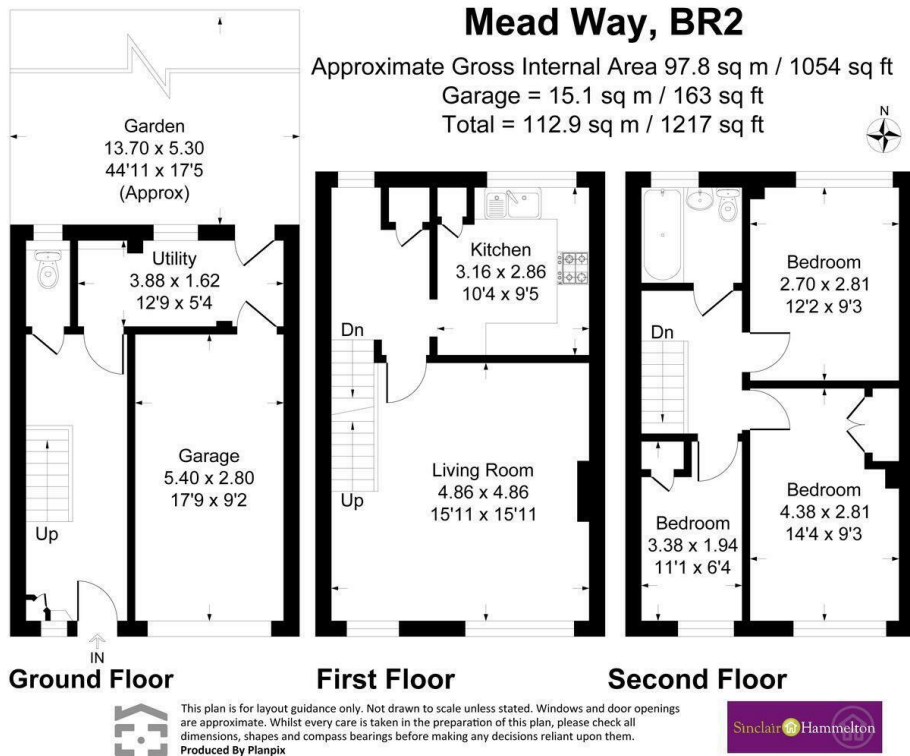 Mead Way, BR2
Approximate Gross Internal Area 97.8 sq m / 1054 sq ft
Garage = 15.1 sq m / 163 sq ft
Total = 112.9 sq m / 1217 sq ft
N
Garden
13.70 x 5.30
44'11 x 17'5
(Approx)
Utility
3.88 x 1.62
12'9 x 5'4
Garage
5.40 x 2.80
17'9 x 9'2
Up
IN
Kitchen
3.16 x 2.86
10'4 x 9'5
Dn
Living Room
4.86 x 4.86
15'11 x 15'11
Up
Bedroom
2.70 x 2.81
12'2 x 9'3
Dn
Bedroom
4.38 x 2.81
14'4 x 9'3
Bedroom
3.38 x 1.94
11'1 x 6'4
Ground Floor
First Floor
Second Floor
This plan is for layout guidance only. Not drawn to scale unless stated. Windows and door openings
are approximate. Whilst every care is taken in the preparation of this plan, please check all
dimensions, shapes and compass bearings before making any decisions reliant upon them.
Produced By Planpix
Sinclair Hammelton